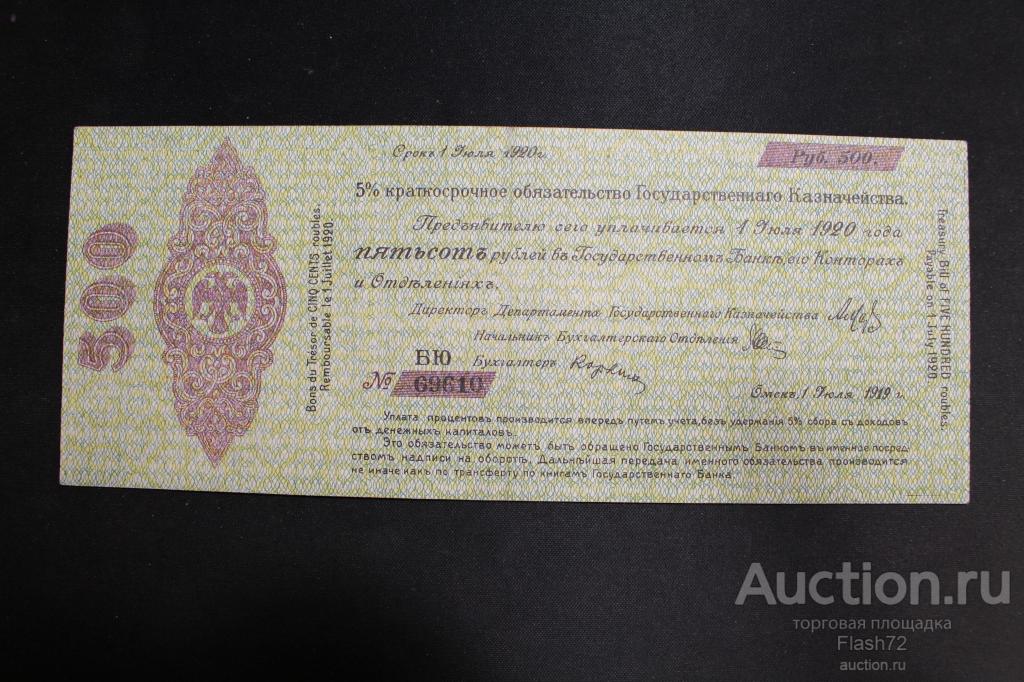 500
Bons du Trésor de CINQ CENTS roubles.
Remboursable le 1 Juillet 1920
Срокъ 1 Июля 1920 г.
Руб. 500.
5% краткосрочное обязательство Государственнаго Казначейства.
Предъявителю сего уплачивается 1 Июля 1920 года
пятьсотъ рублей въ Государственномъ Банкѣ, его Конторахъ
и Отдѣленіяхъ.
Директоръ Департамента Государственнаго Казначейства
Начальникъ Бухгалтерскаго Отдѣленія
БЮ
Бухгалтеръ
№ 69610
Омскъ, 1 Июля 1919 г.
Уплата процентовъ производится впередъ путемъ учета, безъ удержания 5% сбора съ доходовъ
отъ денежныхъ капиталовъ.
Это обязательство можетъ быть обращено Государственнымъ Банкомъ въ именное посред-
ствомъ надписи на оборотѣ. Дальнѣйшая передача именного обязательства производится
не иначе какъ по трансферту по книгамъ Государственнаго Банка.
Treasury Bill of FIVE HUNDRED roubles.
Payable on 1 July 1920
Auction.ru
торговая площадка
Flash72
auction.ru